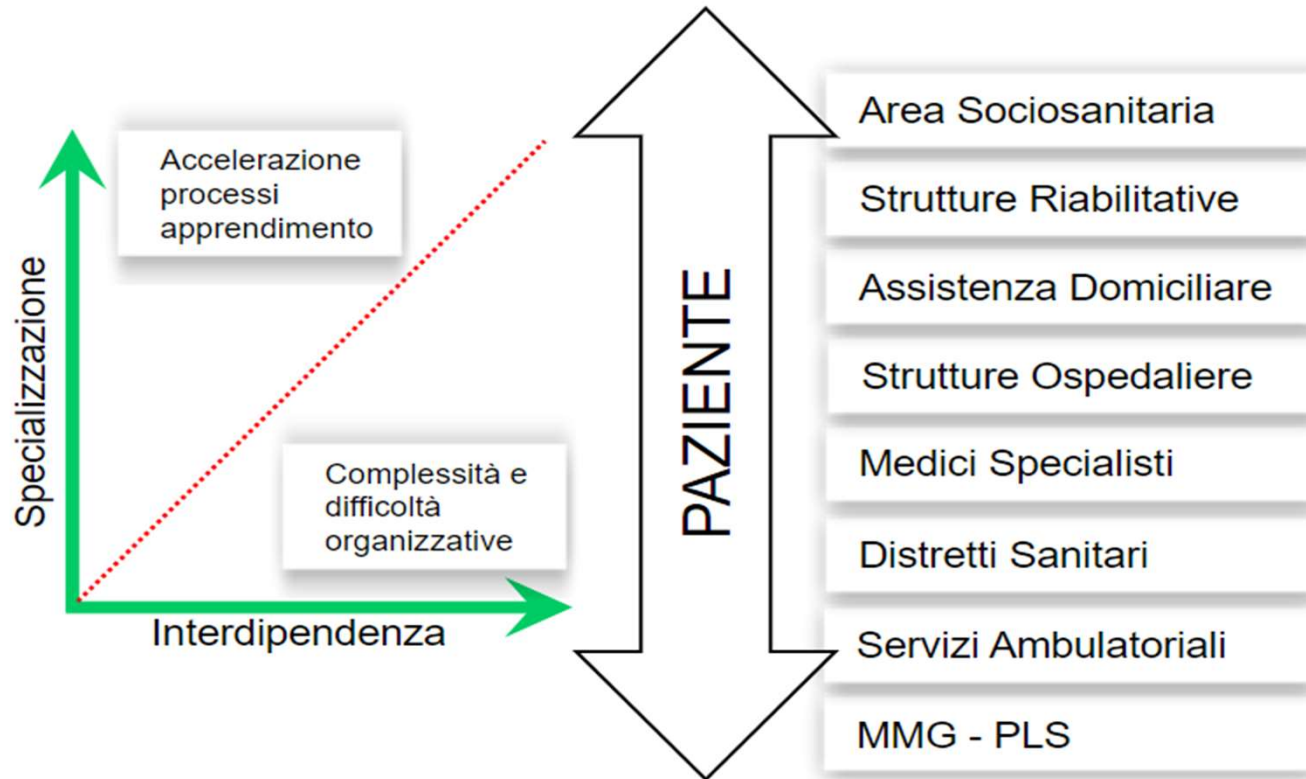 Specializzazione
Accelerazione
processi
apprendimento
Complessità e
difficoltà
organizzative
Interdipendenza
PAZIENTE
Area Sociosanitaria
Strutture Riabilitative
Assistenza Domiciliare
Strutture Ospedaliere
Medici Specialisti
Distretti Sanitari
Servizi Ambulatoriali
MMG - PLS